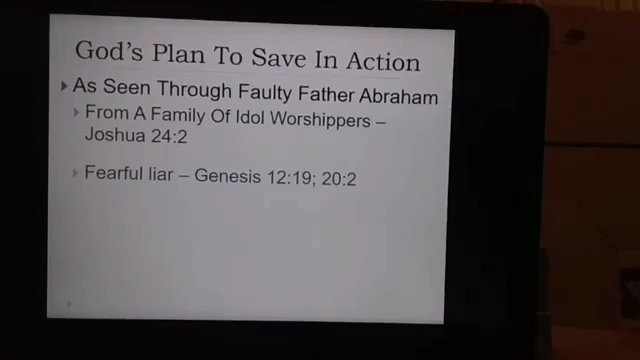 God's Plan To Save In Action
As Seen Through Faulty Father Abraham
From A Family Of Idol Worshippers –
Joshua 24:2
Fearful liar – Genesis 12:19; 20:2